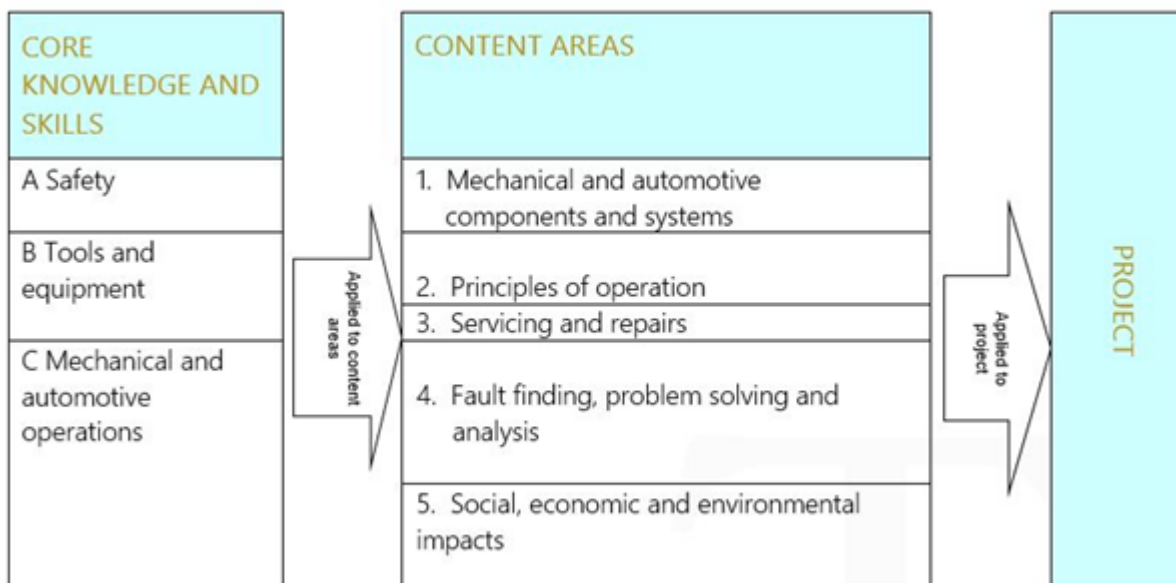 CORE
KNOWLEDGE AND
SKILLS
A Safety
B Tools and
equipment
C Mechanical and
automotive
operations
Applied to content
areas
CONTENT AREAS
1. Mechanical and automotive
components and systems
2. Principles of operation
3. Servicing and repairs
4. Fault finding, problem solving and
analysis
5. Social, economic and environmental
impacts
Applied to
project
PROJECT